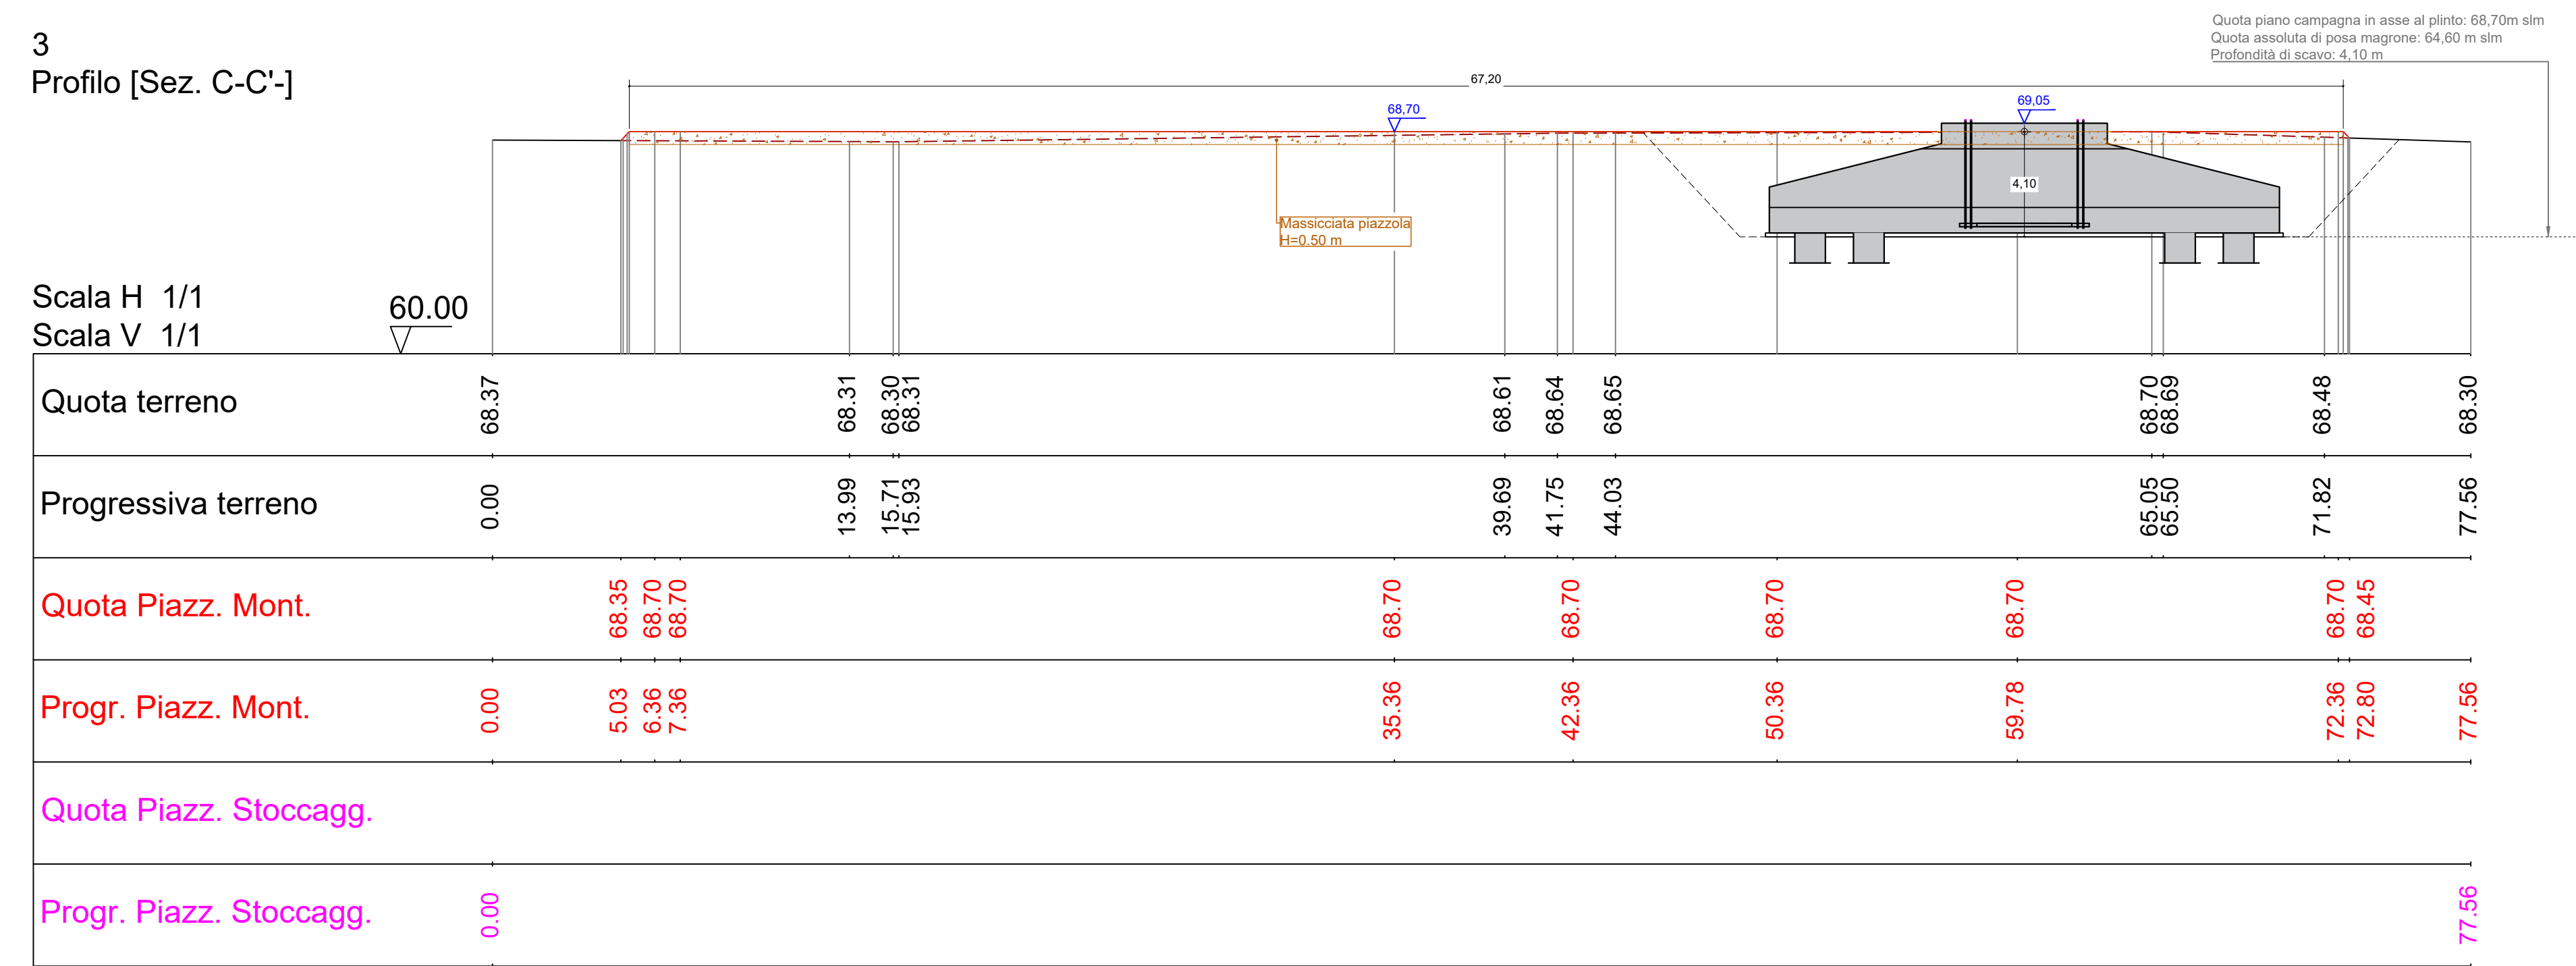 Quota piano campagna in asse al plinto: 68,70m slm
Quota assoluta di posa magrone: 64,60 m slm
Profondità di scavo: 4,10 m
3
Profilo [Sez. C-C'-]
67,20
68,70
69,05
4,10
Massicciata piazzola
H=0.50 m
Scala H 1/1
Scala V 1/1
60.00
Quota terreno 68.37 68.31 68.30 68.31 68.61 68.64 68.65 68.70 68.69 68.48 68.30
Progressiva terreno 0.00 13.99 15.71 15.93 39.69 41.75 44.03 65.05 65.50 71.82 77.56
Quota Piazz. Mont. 68.35 68.70 68.70 68.70 68.70 68.70 68.70 68.70 68.45
Progr. Piazz. Mont. 0.00 5.03 6.36 7.36 35.36 42.36 50.36 59.78 72.36 72.80 77.56
Quota Piazz. Stoccagg.
Progr. Piazz. Stoccagg. 0.00 77.56